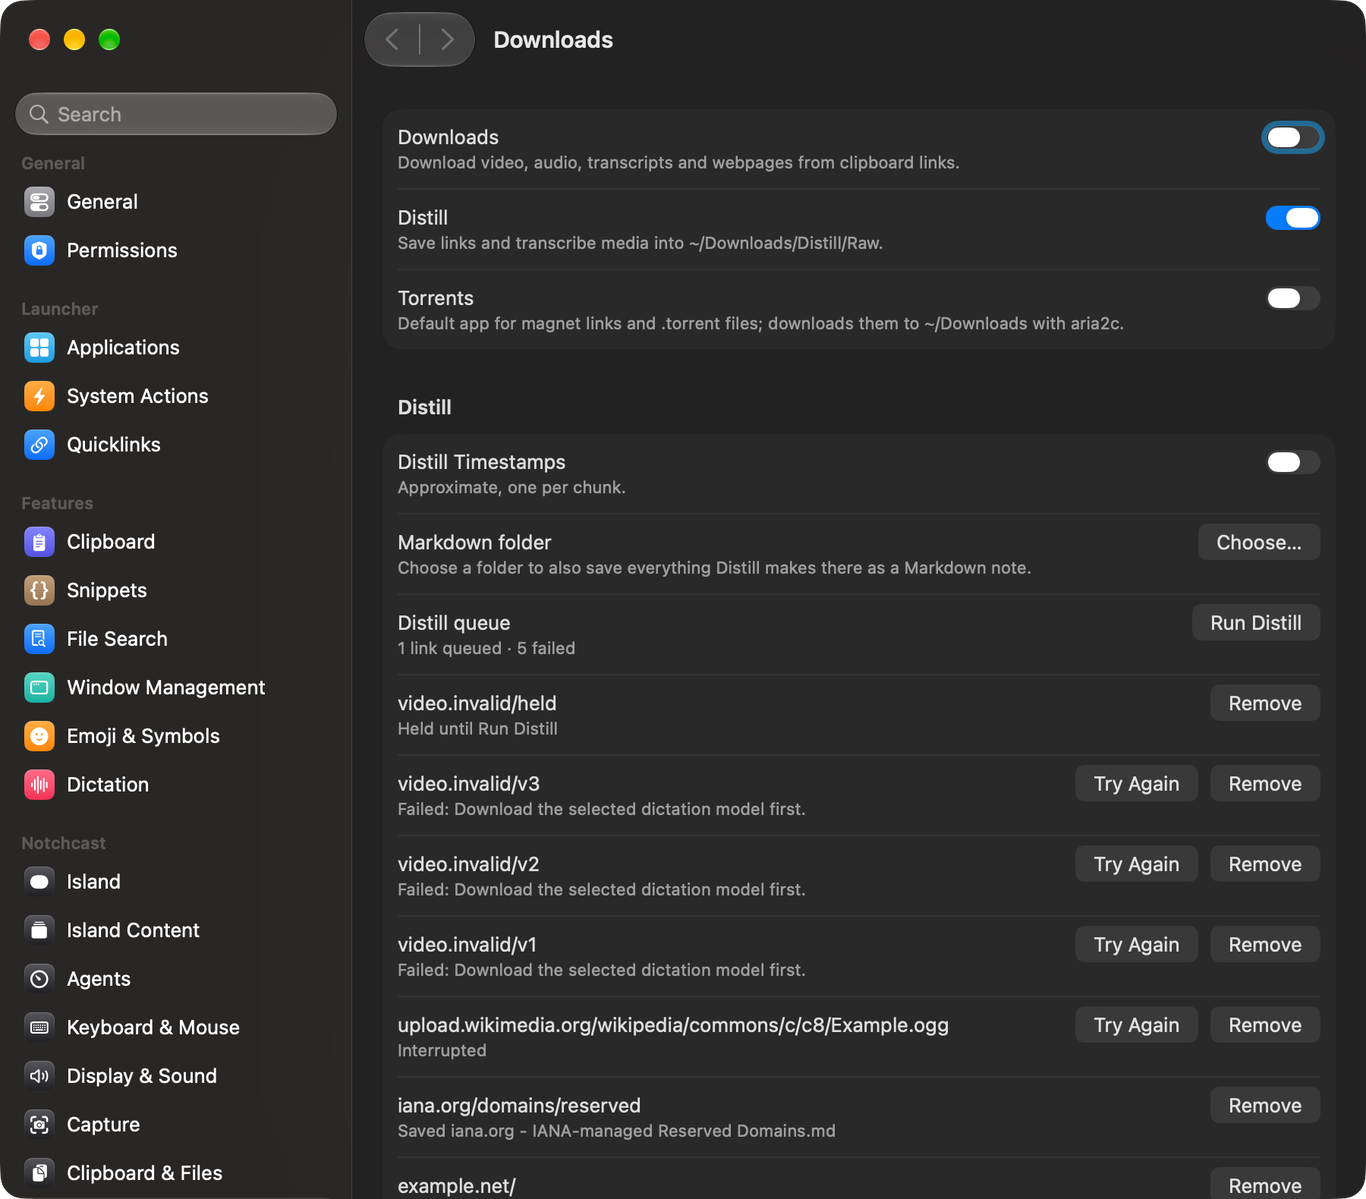 Downloads
Search
General
General
Permissions
Launcher
Applications
System Actions
Quicklinks
Features
Clipboard
Snippets
File Search
Window Management
Emoji & Symbols
Dictation
Notchcast
Island
Island Content
Agents
Keyboard & Mouse
Display & Sound
Capture
Clipboard & Files
Downloads
Download video, audio, transcripts and webpages from clipboard links.
Distill
Save links and transcribe media into ~/Downloads/Distill/Raw.
Torrents
Default app for magnet links and .torrent files; downloads them to ~/Downloads with aria2c.
Distill
Distill Timestamps
Approximate, one per chunk.
Markdown folder
Choose...
Choose a folder to also save everything Distill makes there as a Markdown note.
Distill queue
Run Distill
1 link queued · 5 failed
video.invalid/held
Remove
Held until Run Distill
video.invalid/v3
Try Again
Remove
Failed: Download the selected dictation model first.
video.invalid/v2
Try Again
Remove
Failed: Download the selected dictation model first.
video.invalid/v1
Try Again
Remove
Failed: Download the selected dictation model first.
upload.wikimedia.org/wikipedia/commons/c/c8/Example.ogg
Try Again
Remove
Interrupted
iana.org/domains/reserved
Remove
Saved iana.org - IANA-managed Reserved Domains.md
example.net/
Remove